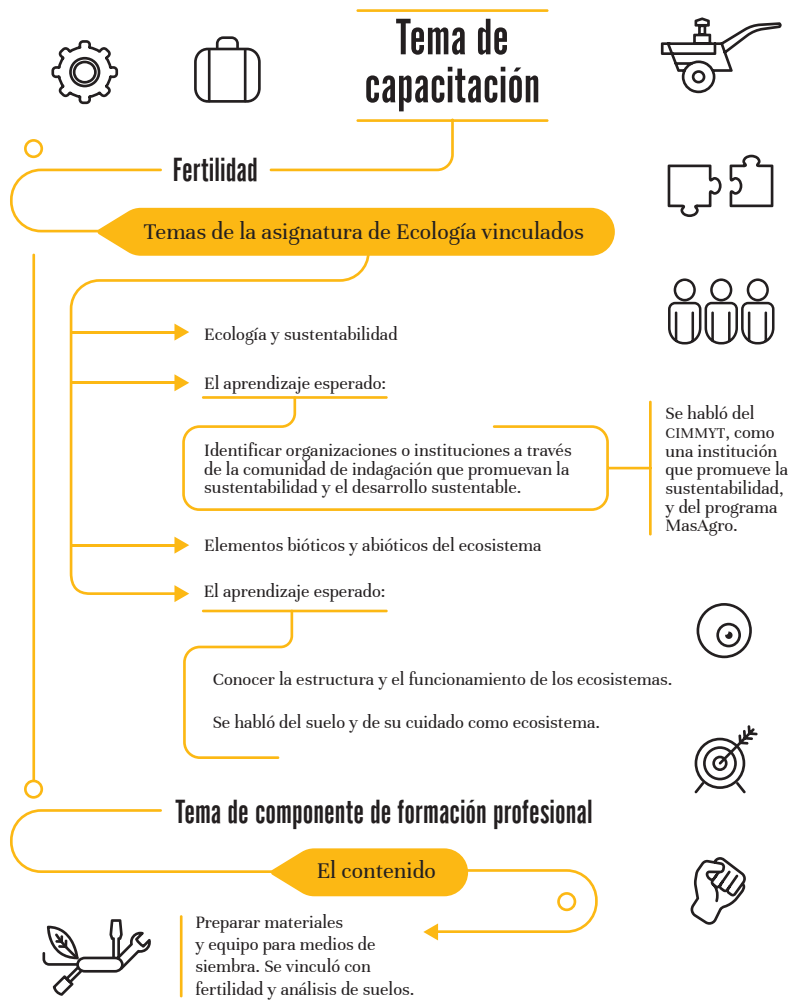 Tema de
capacitación
Fertilidad
Temas de la asignatura de Ecología vinculados
Ecología y sustentabilidad
El aprendizaje esperado:
Identificar organizaciones o instituciones a través
de la comunidad de indagación que promuevan la
sustentabilidad y el desarrollo sustentable.
Se habló del
CIMMYT, como
una institución
que promueve la
sustentabilidad,
y del programa
MasAgro.
Elementos bióticos y abióticos del ecosistema
El aprendizaje esperado:
Conocer la estructura y el funcionamiento de los ecosistemas.
Se habló del suelo y de su cuidado como ecosistema.
Tema de componente de formación profesional
El contenido
Preparar materiales
y equipo para medios de
siembra. Se vinculó con
fertilidad y análisis de suelos.